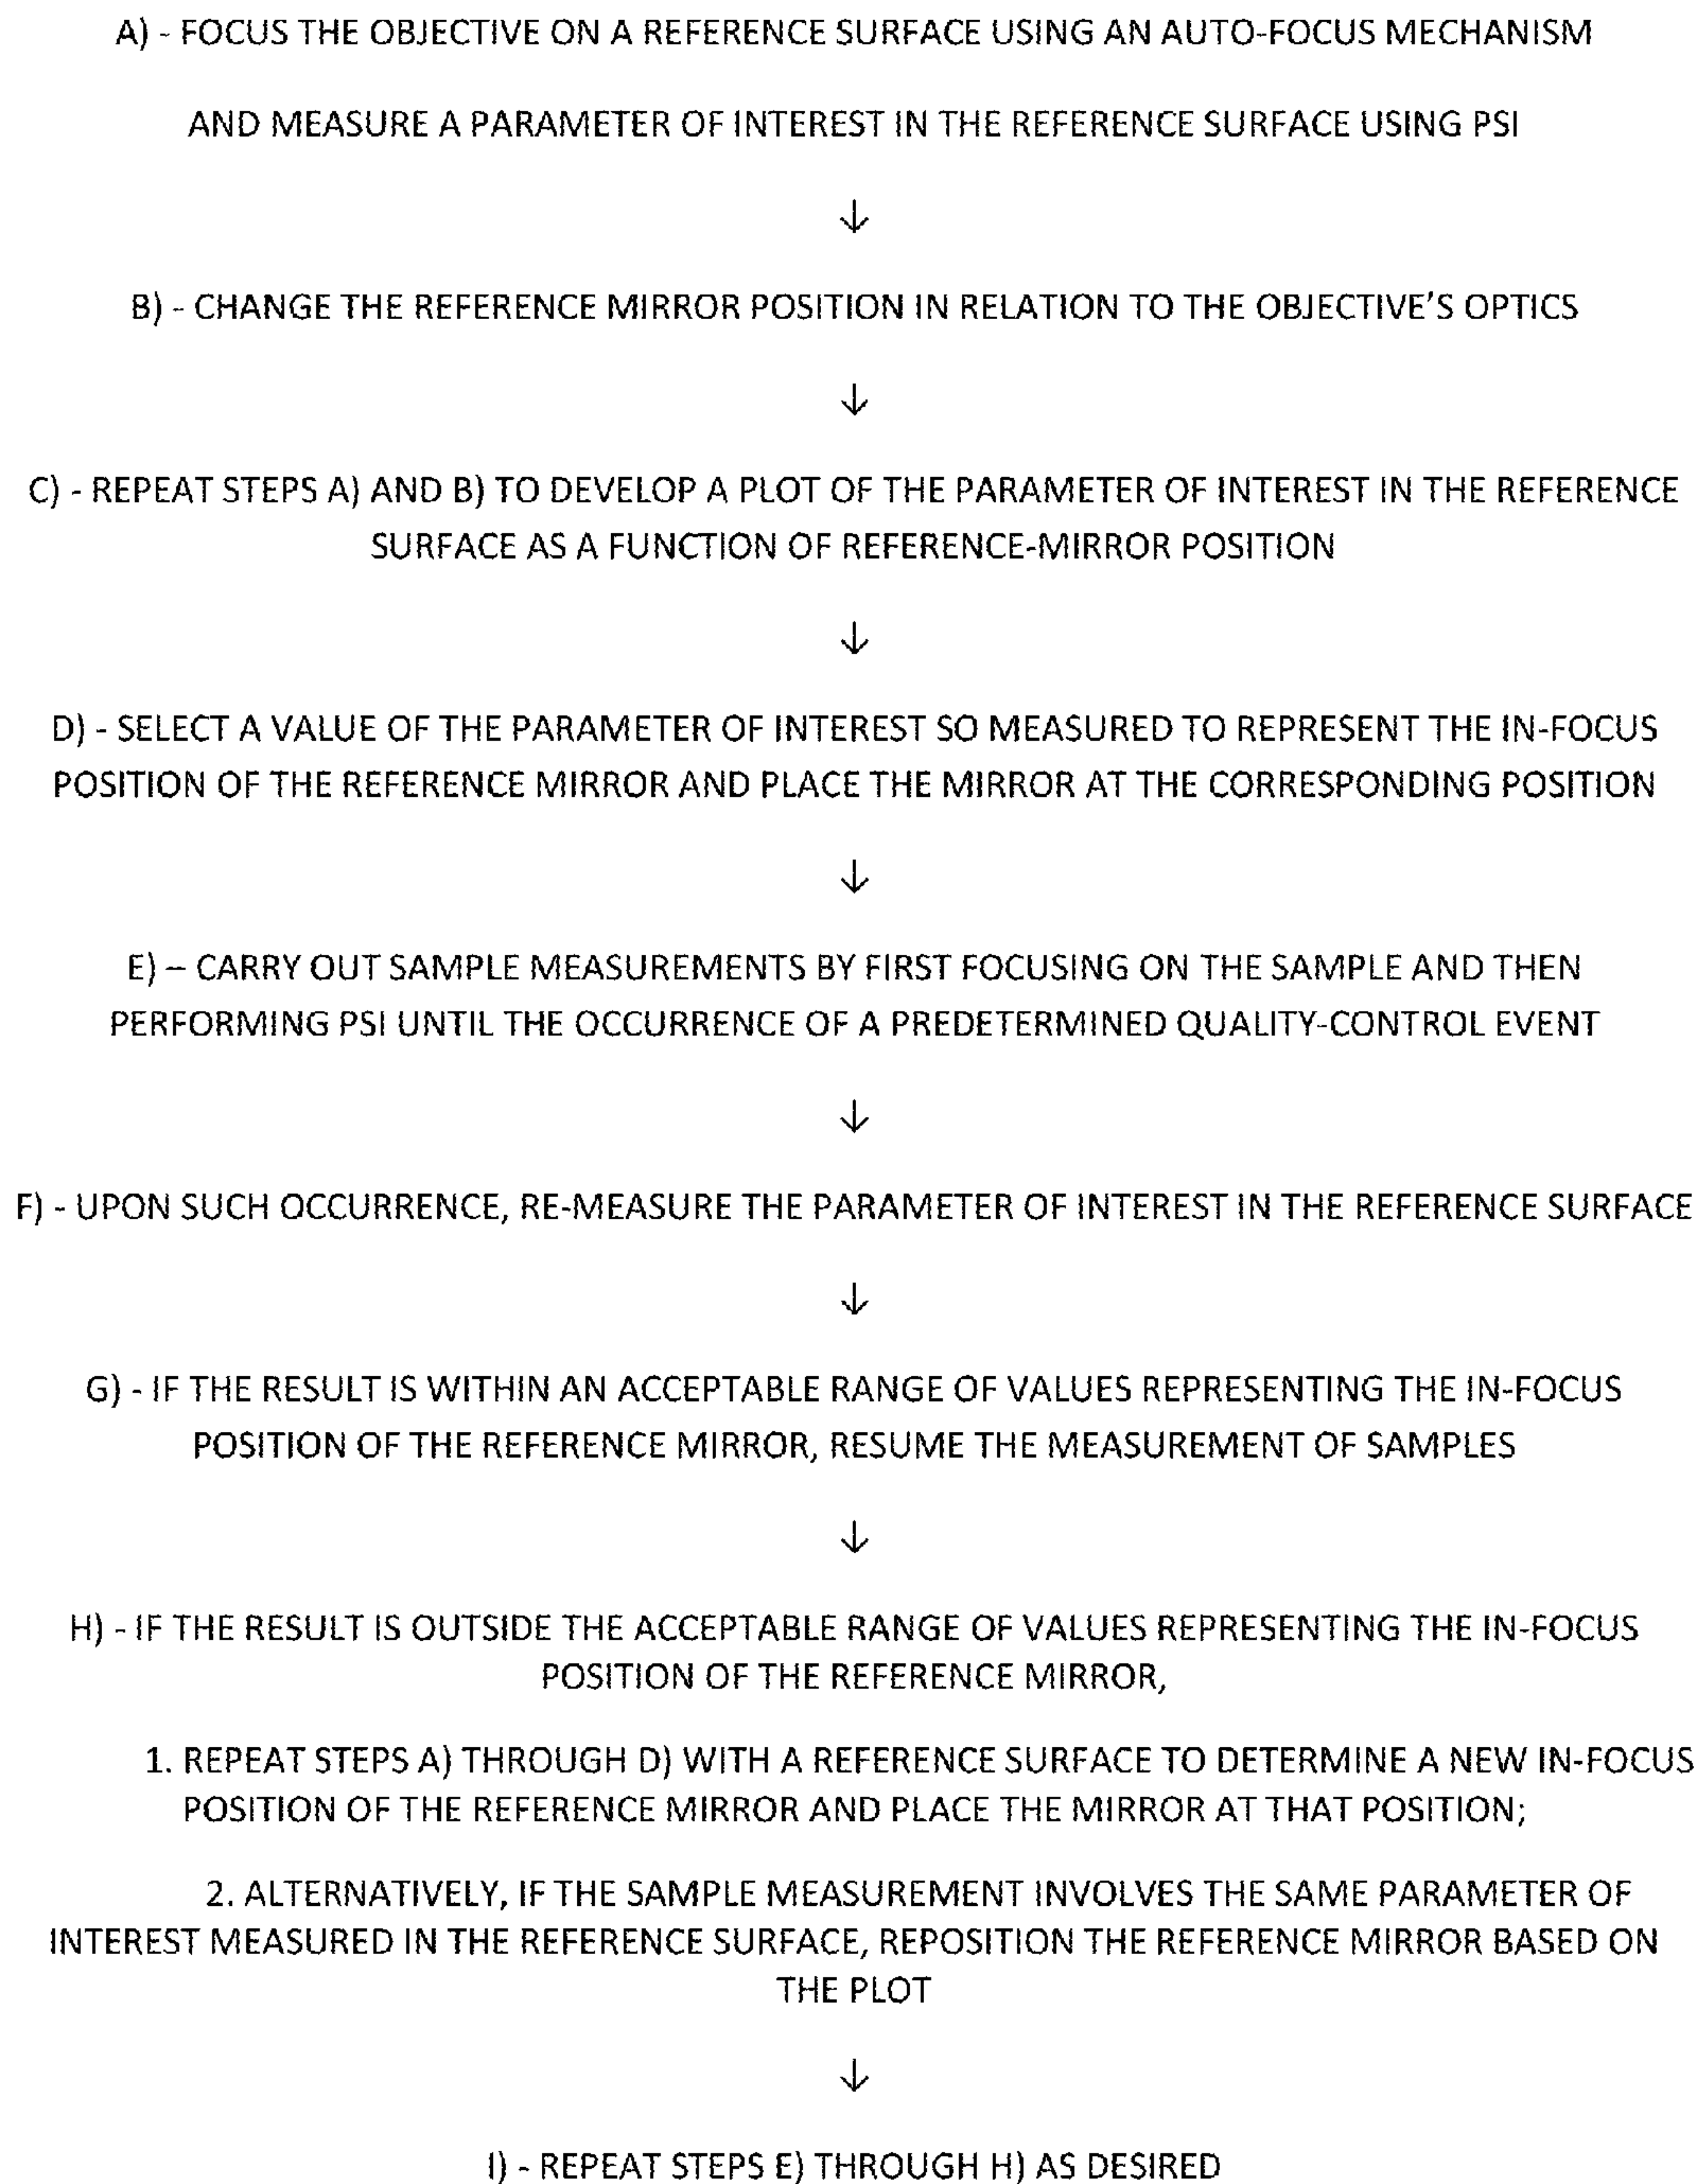 A) - FOCUS THE OBJECTIVE ON A REFERENCE SURFACE USING AN AUTO-FOCUS MECHANISM
AND MEASURE A PARAMETER OF INTEREST IN THE REFERENCE SURFACE USING PSI
↓
B) - CHANGE THE REFERENCE MIRROR POSITION IN RELATION TO THE OBJECTIVE'S OPTICS
↓
C) - REPEAT STEPS A) AND B) TO DEVELOP A PLOT OF THE PARAMETER OF INTEREST IN THE REFERENCE
SURFACE AS A FUNCTION OF REFERENCE-MIRROR POSITION
↓
D) - SELECT A VALUE OF THE PARAMETER OF INTEREST SO MEASURED TO REPRESENT THE IN-FOCUS
POSITION OF THE REFERENCE MIRROR AND PLACE THE MIRROR AT THE CORRESPONDING POSITION
↓
E) – CARRY OUT SAMPLE MEASUREMENTS BY FIRST FOCUSING ON THE SAMPLE AND THEN
PERFORMING PSI UNTIL THE OCCURRENCE OF A PREDETERMINED QUALITY-CONTROL EVENT
↓
F) - UPON SUCH OCCURRENCE, RE-MEASURE THE PARAMETER OF INTEREST IN THE REFERENCE SURFACE
↓
G) - IF THE RESULT IS WITHIN AN ACCEPTABLE RANGE OF VALUES REPRESENTING THE IN-FOCUS
POSITION OF THE REFERENCE MIRROR, RESUME THE MEASUREMENT OF SAMPLES
↓
H) - IF THE RESULT IS OUTSIDE THE ACCEPTABLE RANGE OF VALUES REPRESENTING THE IN-FOCUS
POSITION OF THE REFERENCE MIRROR,
1. REPEAT STEPS A) THROUGH D) WITH A REFERENCE SURFACE TO DETERMINE A NEW IN-FOCUS
POSITION OF THE REFERENCE MIRROR AND PLACE THE MIRROR AT THAT POSITION;
2. ALTERNATIVELY, IF THE SAMPLE MEASUREMENT INVOLVES THE SAME PARAMETER OF
INTEREST MEASURED IN THE REFERENCE SURFACE, REPOSITION THE REFERENCE MIRROR BASED ON
THE PLOT
↓
I) - REPEAT STEPS E) THROUGH H) AS DESIRED